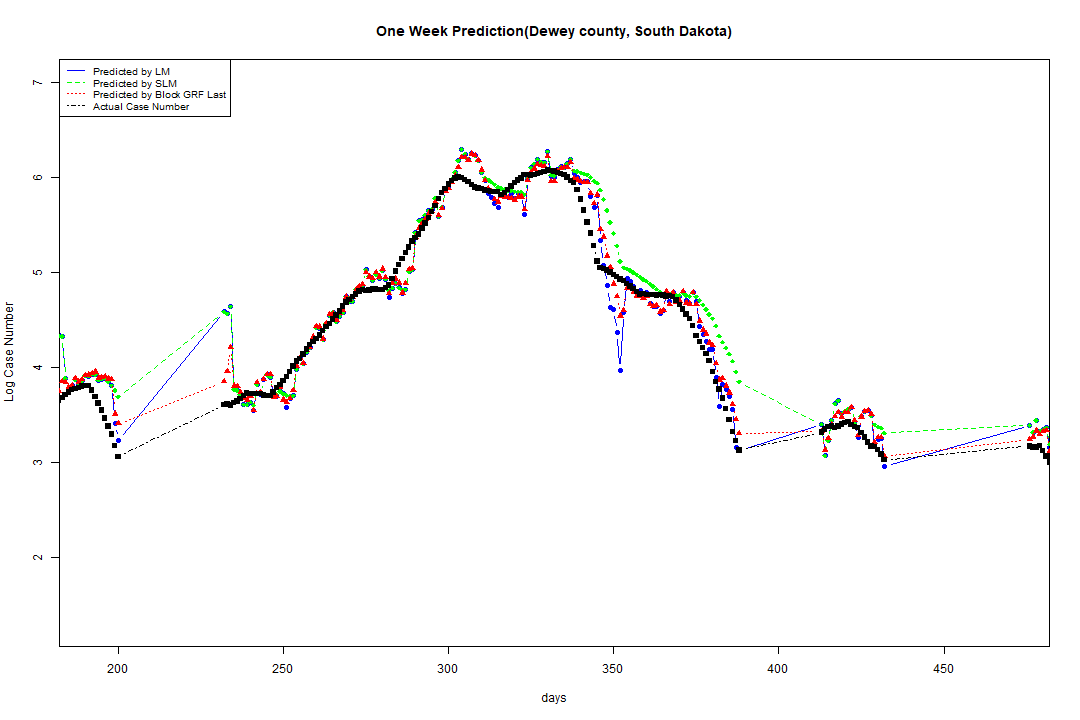 One Week Prediction(Dewey county, South Dakota)
Predicted by LM
Predicted by SLM
Predicted by Block GRF Last
Actual Case Number
7
6
5
4
3
2
Log Case Number
200 250 300 350 400 450
days